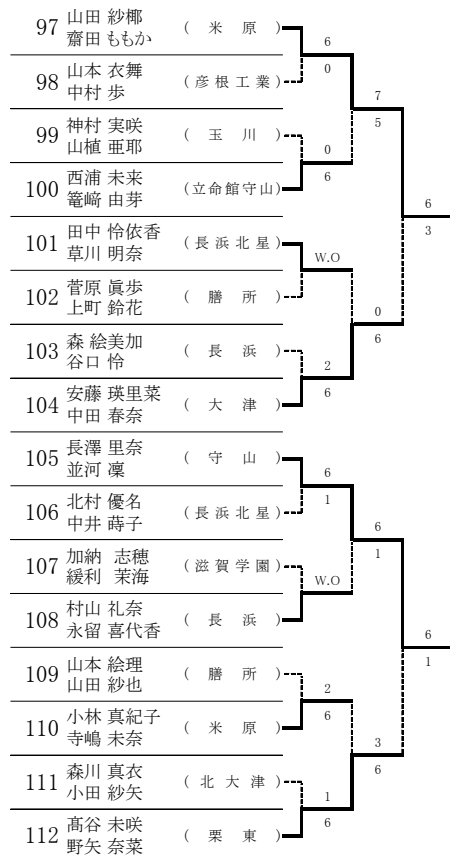 97 山田 紗椰 齋田 ももか ( 米 原 )
6
0
98 山本 衣舞 中村 歩 ( 彦根工業 )
7
5
99 神村 実咲 山植 亜耶 ( 玉 川 )
0
6
100 西浦 未来 篭﨑 由芽 ( 立命館守山 )
6
3
101 田中 怜依香 草川 明奈 ( 長浜北星 )
W.O
102 菅原 眞歩 上町 鈴花 ( 膳 所 )
0
6
103 森 絵美加 谷口 怜 ( 長 浜 )
2
6
104 安藤 瑛里菜 中田 春奈 ( 大 津 )
105 長澤 里奈 並河 凜 ( 守 山 )
6
1
106 北村 優名 中井 蒔子 ( 長浜北星 )
6
1
107 加納 志穂 緩利 茉海 ( 滋賀学園 )
W.O
108 村山 礼奈 永留 喜代香 ( 長 浜 )
6
1
109 山本 絵理 山田 紗也 ( 膳 所 )
2
6
110 小林 真紀子 寺嶋 未奈 ( 米 原 )
3
6
111 森川 真衣 小田 紗矢 ( 北大津 )
1
6
112 髙谷 未咲 野矢 奈菜 ( 栗 東 )